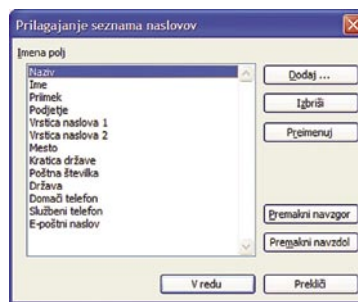 Prilagajanje seznama naslovov
Imena polj
Naziv
Ime
Priimek
Podjetje
Vrstica naslova 1
Vrstica naslova 2
Mesto
Kratica države
Poštna številka
Država
Domači telefon
Službeni telefon
E-poštni naslov
Dodaj ...
Izbriši
Preimenuj
Premakni navzgor
Premakni navzdol
V redu
Prekliči